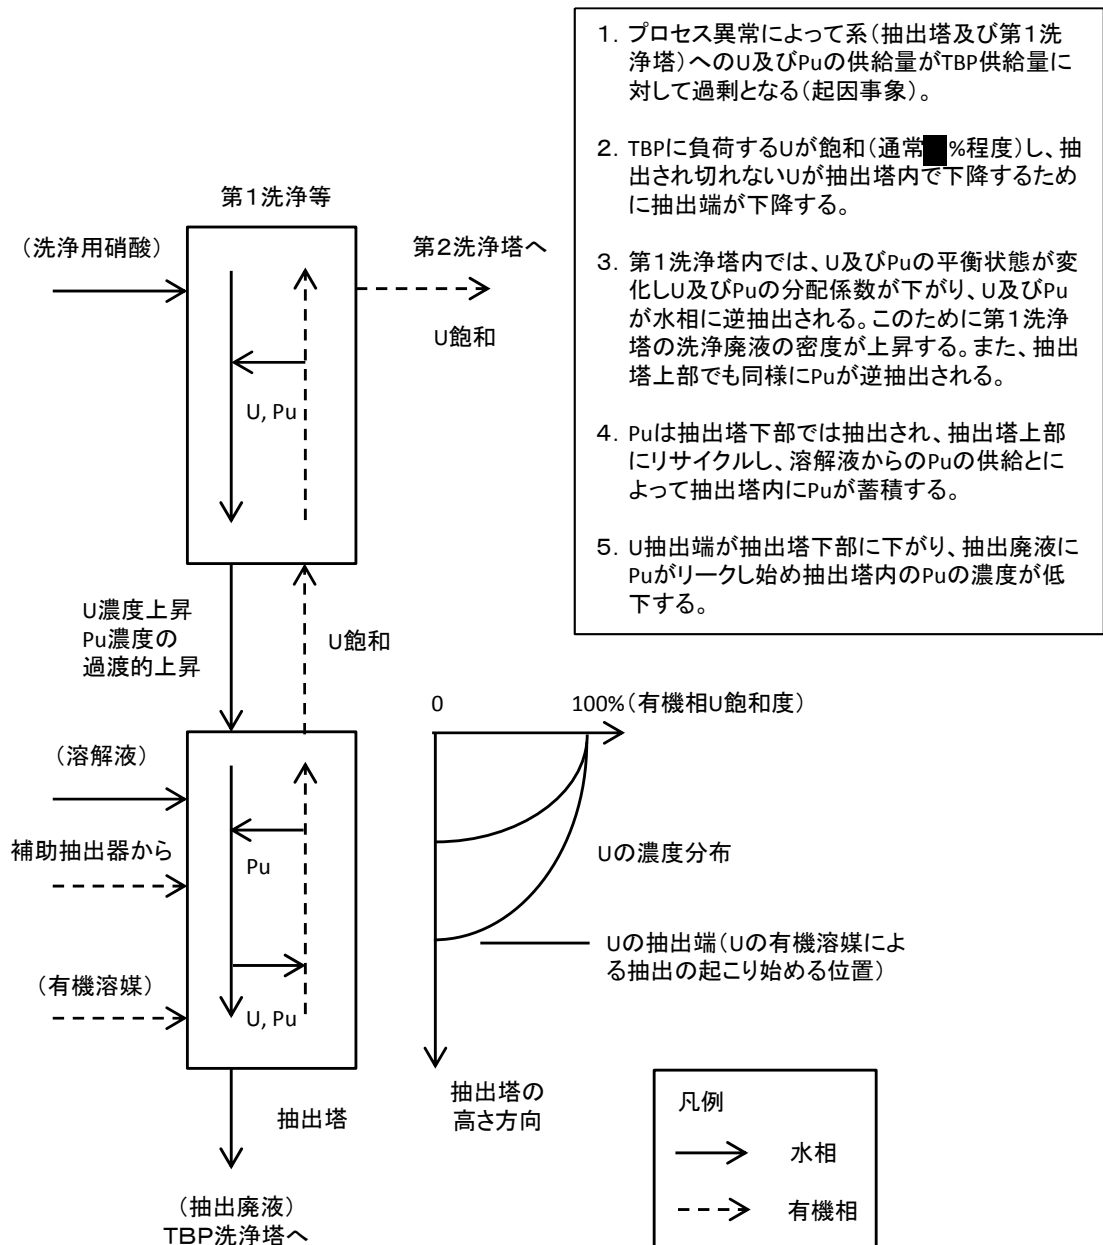 1. プロセス異常によって系(抽出塔及び第1洗
浄塔)へのU及びPuの供給量がTBP供給量に
対して過剰となる(起因事象)。
2. TBPに負荷するUが飽和(通常 %程度)し、抽
出され切れないUが抽出塔内で下降するため
に抽出端が下降する。
3. 第1洗浄塔内では、U及びPuの平衡状態が変
化しU及びPuの分配係数が下がり、U及びPu
が水相に逆抽出される。このために第1洗浄
塔の洗浄廃液の密度が上昇する。また、抽出
塔上部でも同様にPuが逆抽出される。
4. Puは抽出塔下部では抽出され、抽出塔上部
にリサイクルし、溶解液からのPuの供給とに
よって抽出塔内にPuが蓄積する。
5. U抽出端が抽出塔下部に下がり、抽出廃液に
Puがリークし始め抽出塔内のPuの濃度が低
下する。
第1洗浄等
(洗浄用硝酸)
第2洗浄塔へ
U飽和
U, Pu
U濃度上昇
Pu濃度の
過渡的上昇
U飽和
0
100%(有機相U飽和度)
(溶解液)
補助抽出器から
Pu
Uの濃度分布
Uの抽出端(Uの有機溶媒によ
る抽出の起こり始める位置)
(有機溶媒)
U, Pu
抽出塔の
高さ方向
抽出塔
(抽出廃液)
TBP洗浄塔へ
凡例
水相
有機相